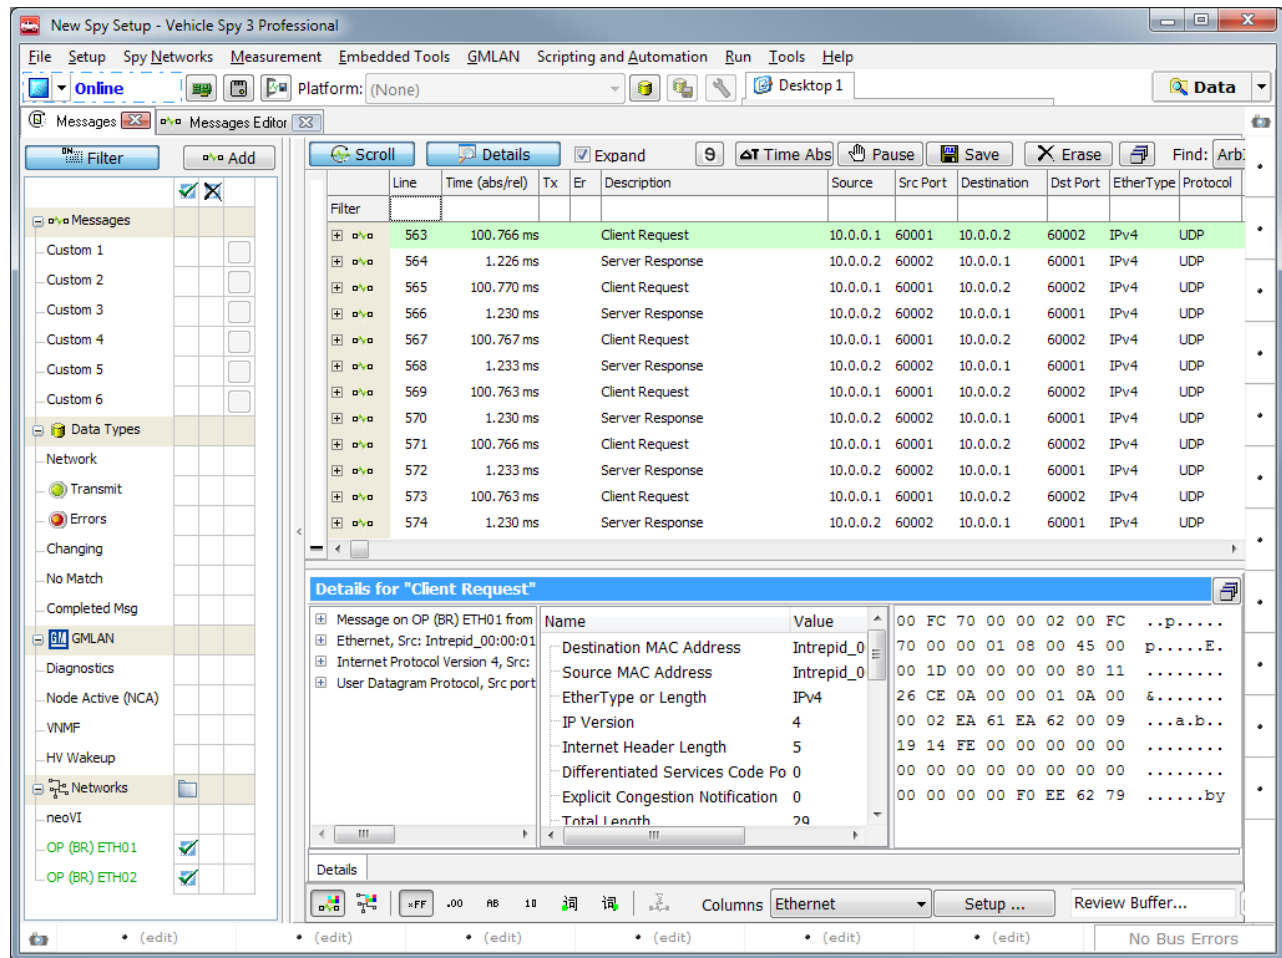 New Spy Setup - Vehicle Spy 3 Professional
File Setup Spy Networks Measurement Embedded Tools GMLAN Scripting and Automation Run Tools Help
Online Platform: (None) Desktop 1 Data
Messages Messages Editor
Filter Add
Scroll Details Expand 9 ΔT Time Abs Pause Save Erase Find: Arb
Line Time (abs/rel) Tx Er Description Source Src Port Destination Dst Port EtherType Protocol
Filter
563 100.766 ms Client Request 10.0.0.1 60001 10.0.0.2 60002 IPv4 UDP
564 1.226 ms Server Response 10.0.0.2 60002 10.0.0.1 60001 IPv4 UDP
565 100.770 ms Client Request 10.0.0.1 60001 10.0.0.2 60002 IPv4 UDP
566 1.230 ms Server Response 10.0.0.2 60002 10.0.0.1 60001 IPv4 UDP
567 100.767 ms Client Request 10.0.0.1 60001 10.0.0.2 60002 IPv4 UDP
568 1.233 ms Server Response 10.0.0.2 60002 10.0.0.1 60001 IPv4 UDP
569 100.763 ms Client Request 10.0.0.1 60001 10.0.0.2 60002 IPv4 UDP
570 1.230 ms Server Response 10.0.0.2 60002 10.0.0.1 60001 IPv4 UDP
571 100.766 ms Client Request 10.0.0.1 60001 10.0.0.2 60002 IPv4 UDP
572 1.233 ms Server Response 10.0.0.2 60002 10.0.0.1 60001 IPv4 UDP
573 100.763 ms Client Request 10.0.0.1 60001 10.0.0.2 60002 IPv4 UDP
574 1.230 ms Server Response 10.0.0.2 60002 10.0.0.1 60001 IPv4 UDP
Messages
Custom 1
Custom 2
Custom 3
Custom 4
Custom 5
Custom 6
Data Types
Network
Transmit
Errors
Changing
No Match
Completed Msg
GM GMLAN
Diagnostics
Node Active (NCA)
VNMF
HV Wakeup
Networks
neoVI
OP (BR) ETH01
OP (BR) ETH02
Details for "Client Request"
Message on OP (BR) ETH01 from
Ethernet, Src: Intrepid_00:00:01
Internet Protocol Version 4, Src:
User Datagram Protocol, Src port
Name Value
Destination MAC Address Intrepid_0
Source MAC Address Intrepid_0
EtherType or Length IPv4
IP Version 4
Internet Header Length 5
Differentiated Services Code Po 0
Explicit Congestion Notification 0
Total Length 29
00 FC 70 00 00 02 00 FC ..p.....
70 00 00 01 08 00 45 00 p.....E.
00 1D 00 00 00 00 80 11 ........
26 CE 0A 00 00 01 0A 00 &.......
00 02 EA 61 EA 62 00 09 ...a.b..
19 14 FE 00 00 00 00 00 ........
00 00 00 00 00 00 00 00 ........
00 00 00 00 F0 EE 62 79 ......by
Details
×FF .00 AB 10 词 词 Columns Ethernet Setup ... Review Buffer...
(edit) (edit) (edit) (edit) (edit) (edit) No Bus Errors